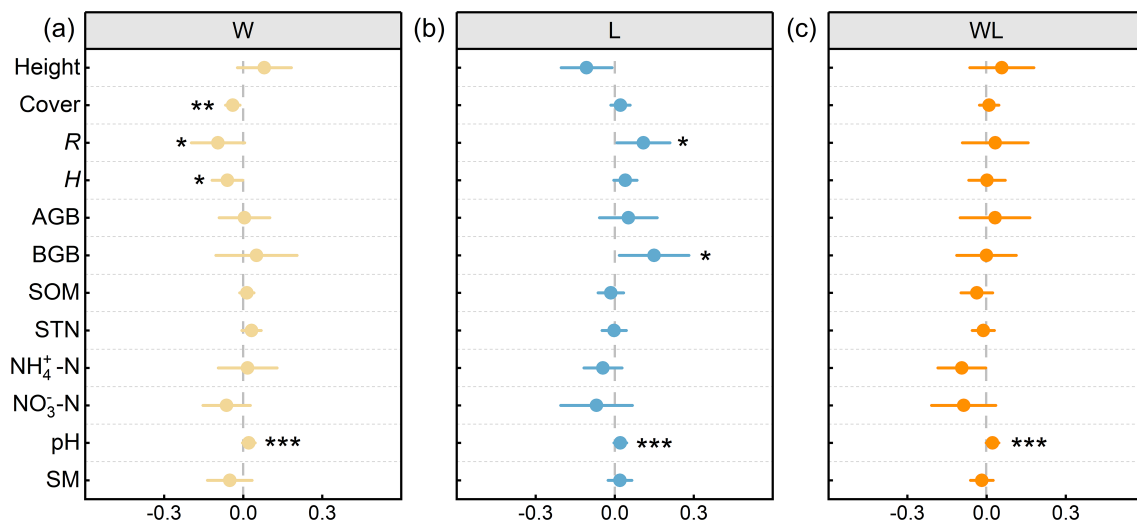 (a) W (b) L (c) WL
Height
Cover **
R * *
H *
AGB
BGB *
SOM
STN
NH₄⁺-N
NO₃⁻-N
pH *** *** ***
SM
-0.3 0.0 0.3 -0.3 0.0 0.3 -0.3 0.0 0.3